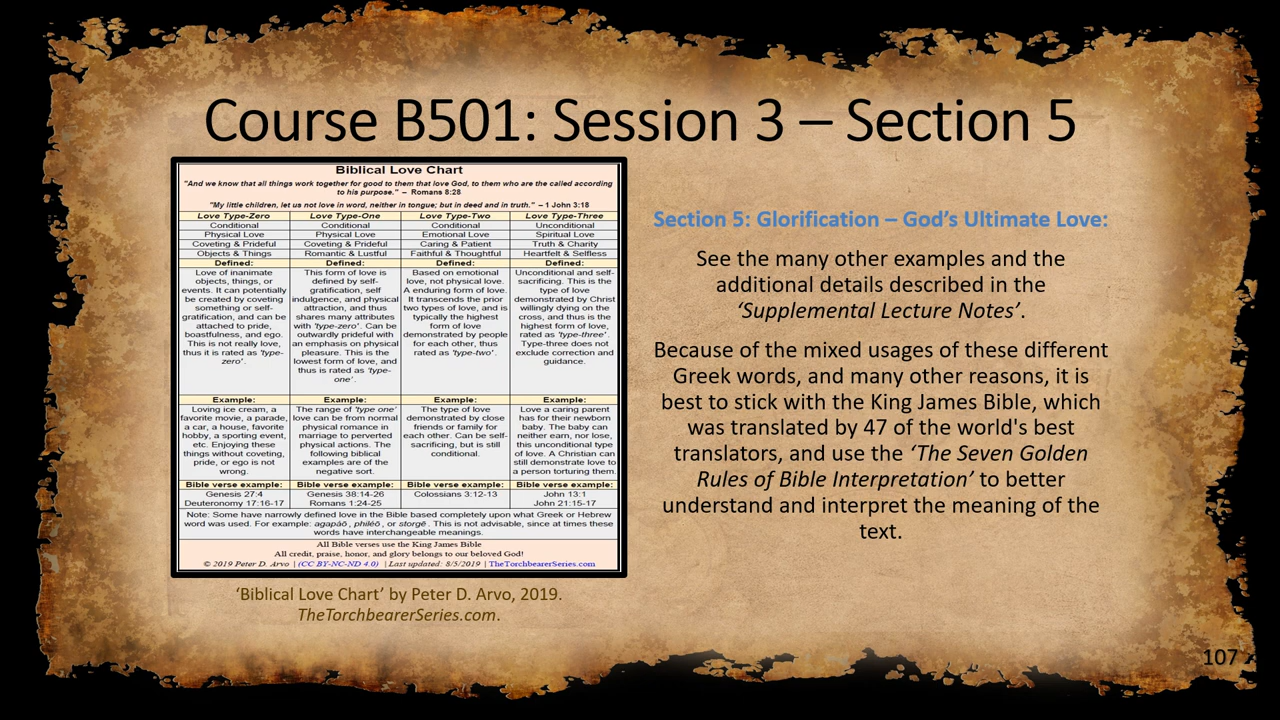 Course B501: Session 3 – Section 5
Biblical Love Chart
"And we know that all things work together for good to them that love God, to them who are the called according
to his purpose." – Romans 8:28
"My little children, let us not love in word, neither in tongue; but in deed and in truth." – 1 John 3:18
Love Type-Zero Love Type-One Love Type-Two Love Type-Three
Conditional Conditional Conditional Unconditional
Physical Love Physical Love Emotional Love Spiritual Love
Coveting & Prideful Coveting & Prideful Caring & Patient Truth & Charity
Objects & Things Romantic & Lustful Faithful & Thoughtful Heartfelt & Selfless
Defined: Defined: Defined: Defined:
Love of inanimate
objects, things, or
events. It can potentially
be created by coveting
something or self-
gratification, and can be
attached to pride,
boastfulness, and ego.
This is not really love,
thus it is rated as 'type-
zero'.
This form of love is
defined by self-
gratification, self
indulgence, and physical
attraction, and thus
shares many attributes
with 'type-zero'. Can be
outwardly prideful with
an emphasis on physical
pleasure. This is the
lowest form of love, and
thus is rated as 'type-
one'.
Based on emotional
love, not physical love.
A enduring form of love.
It transcends the prior
two types of love, and is
typically the highest
form of love
demonstrated by people
for each other, thus
rated as 'type-two'.
Unconditional and self-
sacrificing. This is the
type of love
demonstrated by Christ
willingly dying on the
cross, and thus is the
highest form of love,
rated as 'type-three'.
Type-three does not
exclude correction and
guidance.
Example: Example: Example: Example:
Loving ice cream, a
favorite movie, a parade,
a car, a house, favorite
hobby, a sporting event,
etc. Enjoying these
things without coveting,
pride, or ego is not
wrong.
The range of 'type one'
love can be from normal
physical romance in
marriage to perverted
physical actions. The
following biblical
examples are of the
negative sort.
The type of love
demonstrated by close
friends or family for
each other. Can be self-
sacrificing, but is still
conditional.
Love a caring parent
has for their newborn
baby. The baby can
neither earn, nor lose,
this unconditional type
of love. A Christian can
still demonstrate love to
a person torturing them.
Bible verse example: Bible verse example: Bible verse example: Bible verse example:
Genesis 27:4 Genesis 38:14-26 Colossians 3:12-13 John 13:1
Deuteronomy 17:16-17 Romans 1:24-25 John 21:15-17
Note: Some have narrowly defined love in the Bible based completely upon what Greek or Hebrew
word was used. For example: agapáō, philéō, or storgē. This is not advisable, since at times these
words have interchangeable meanings.
All Bible verses use the King James Bible
All credit, praise, honor, and glory belongs to our beloved God!
© 2019 Peter D. Arvo | (CC BY-NC-ND 4.0) | Last updated: 8/5/2019 | TheTorchbearerSeries.com
‘Biblical Love Chart’ by Peter D. Arvo, 2019.
TheTorchbearerSeries.com.
Section 5: Glorification – God’s Ultimate Love:
See the many other examples and the
additional details described in the
‘Supplemental Lecture Notes’.
Because of the mixed usages of these different
Greek words, and many other reasons, it is
best to stick with the King James Bible, which
was translated by 47 of the world's best
translators, and use the ‘The Seven Golden
Rules of Bible Interpretation’ to better
understand and interpret the meaning of the
text.
107